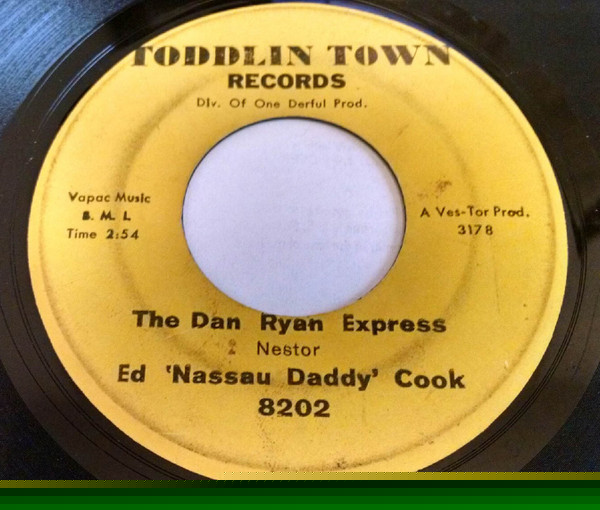 TODDLIN TOWN
RECORDS
Div. Of One Derful Prod.
Vapac Music
B. M. I.
Time 2:54
A Ves-Tor Prod.
3178
The Dan Ryan Express
Nestor
Ed 'Nassau Daddy' Cook
8202